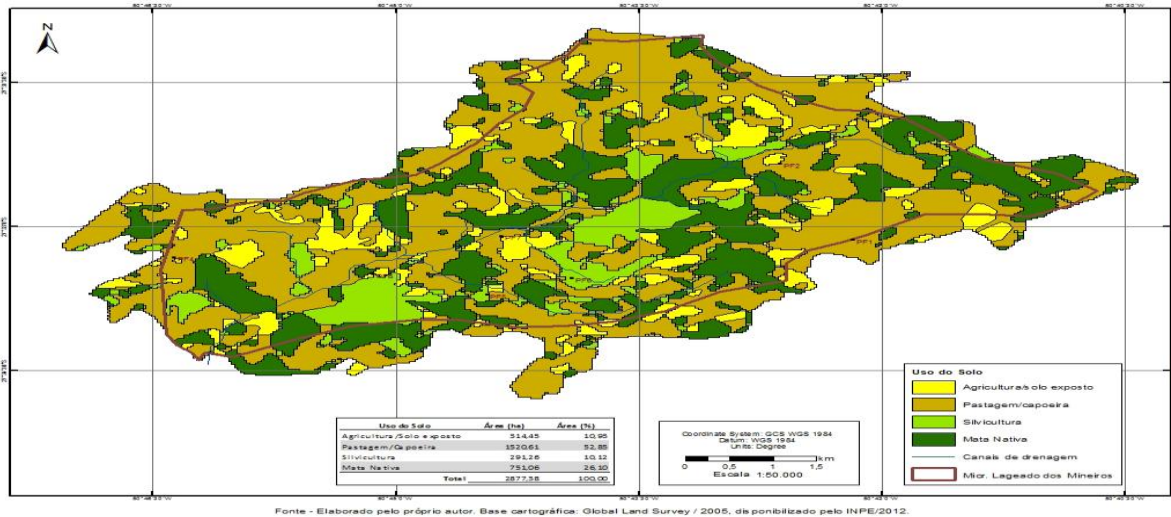 N
Uso do Solo
Agricultura/solo exposto
Pastagem/capoeira
Silvicultura
Mata Nativa
Canais de drenagem
Micr. Lageado dos Mineiros
Uso do Solo Área (ha) Área (%)
Agricultura/Solo exposto 314,45 10,93
Pastagem/Capoeira 1520,61 52,85
Silvicultura 291,26 10,12
Mata Nativa 751,06 26,10
Total 2877,38 100,00
Coordinate System: GCS WGS 1984
Datum: WGS 1984
Units: Degree
0 0,5 1 1,5 km
Escala 1:50.000
PF2
PF1
Fonte - Elaborado pelo próprio autor. Base cartográfica: Global Land Survey / 2005, disponibilizado pelo INPE/2012.